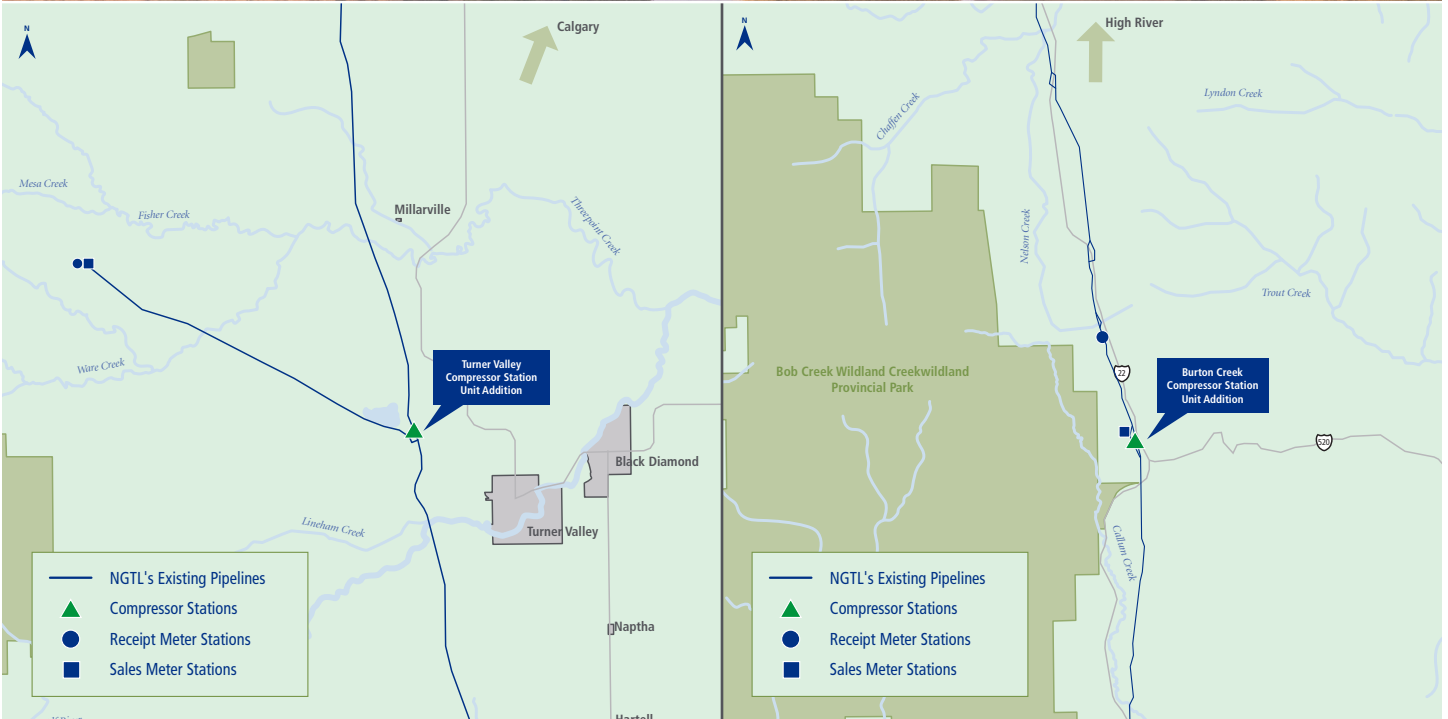 N
Calgary
Mesa Creek
Fisher Creek
Millarville
Threepoint Creek
Ware Creek
Turner Valley
Compressor Station
Unit Addition
Black Diamond
Turner Valley
Lineham Creek
Naptha
Hartell
NGTL's Existing Pipelines
Compressor Stations
Receipt Meter Stations
Sales Meter Stations
N
High River
Chaffen Creek
Lyndon Creek
Nelson Creek
Trout Creek
Bob Creek Wildland Creekwildland
Provincial Park
22
Burton Creek
Compressor Station
Unit Addition
520
Callum Creek
NGTL's Existing Pipelines
Compressor Stations
Receipt Meter Stations
Sales Meter Stations